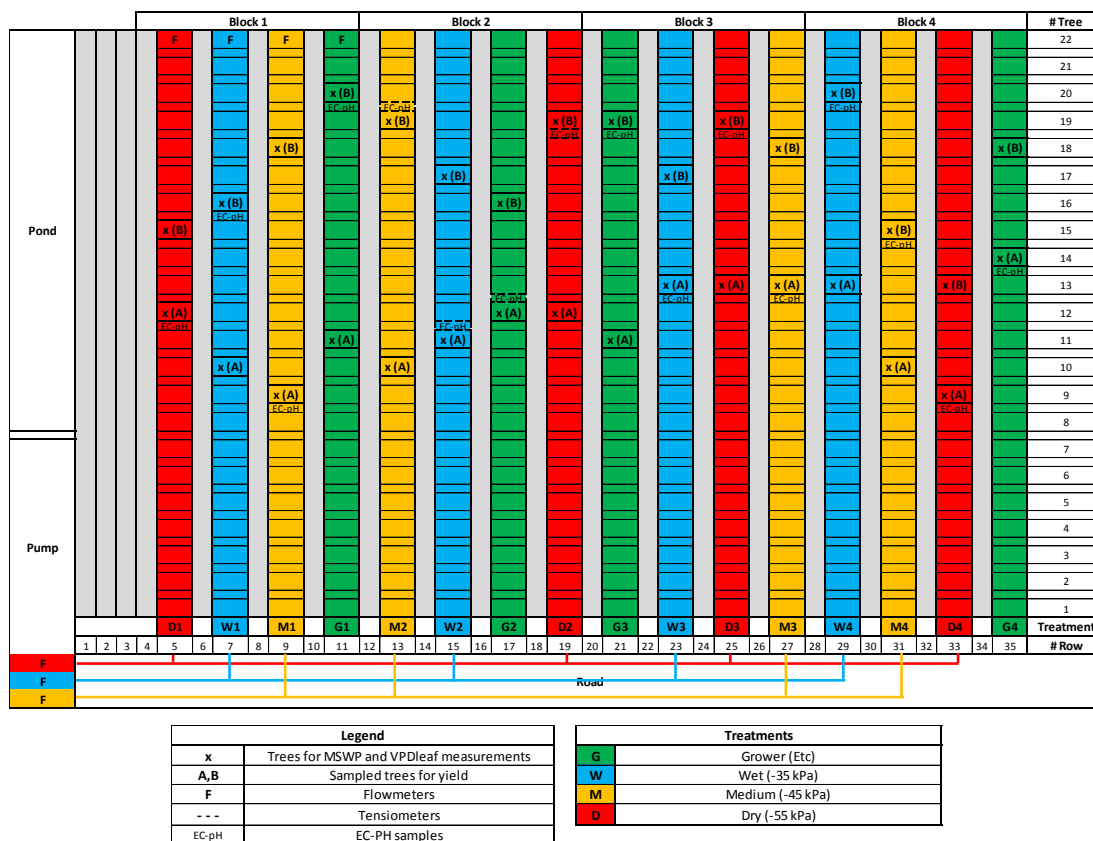 Block 1 Block 2 Block 3 Block 4 # Tree
F F F F 22
21
x (B) x (B) 20
EC-pH EC-pH EC-pH
x (B) x (B) x (B) x (B) 19
EC-pH EC-pH EC-pH
x (B) x (B) x (B) 18
x (B) x (B) 17
x (B) x (B) 16
EC-pH
Pond x (B) x (B) 15
EC-pH
x (A) 14
EC-pH
x (A) x (A) x (A) x (A) x (B) 13
EC-pH EC-pH EC-pH
x (A) x (A) x (A) 12
EC-pH EC-pH
x (A) x (A) x (A) 11
x (A) x (A) x (A) 10
x (A) x (A) 9
EC-pH EC-pH
8
7
6
5
4
Pump 3
2
1
D1 W1 M1 G1 M2 W2 G2 D2 G3 W3 D3 M3 W4 M4 D4 G4 Treatment
1 2 3 4 5 6 7 8 9 10 11 12 13 14 15 16 17 18 19 20 21 22 23 24 25 26 27 28 29 30 31 32 33 34 35 # Row
F
F Road
F
Legend
x Trees for MSWP and VPDleaf measurements
A,B Sampled trees for yield
F Flowmeters
- - - Tensiometers
EC-pH EC-PH samples
Treatments
G Grower (Etc)
W Wet (-35 kPa)
M Medium (-45 kPa)
D Dry (-55 kPa)